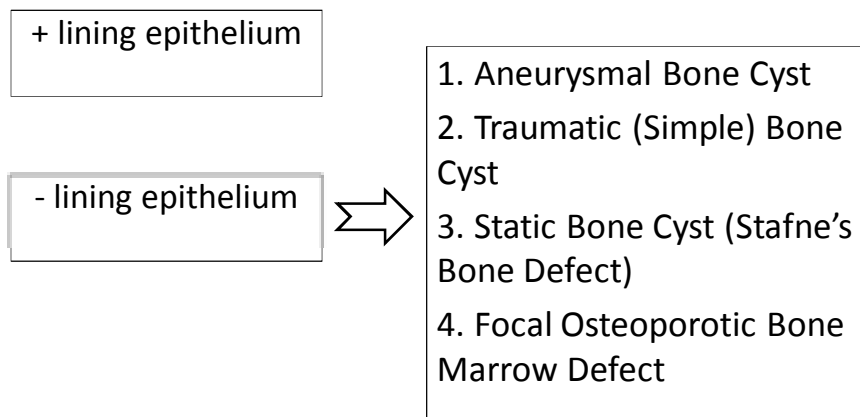 + lining epithelium
- lining epithelium
1. Aneurysmal Bone Cyst
2. Traumatic (Simple) Bone
Cyst
3. Static Bone Cyst (Stafne’s
Bone Defect)
4. Focal Osteoporotic Bone
Marrow Defect